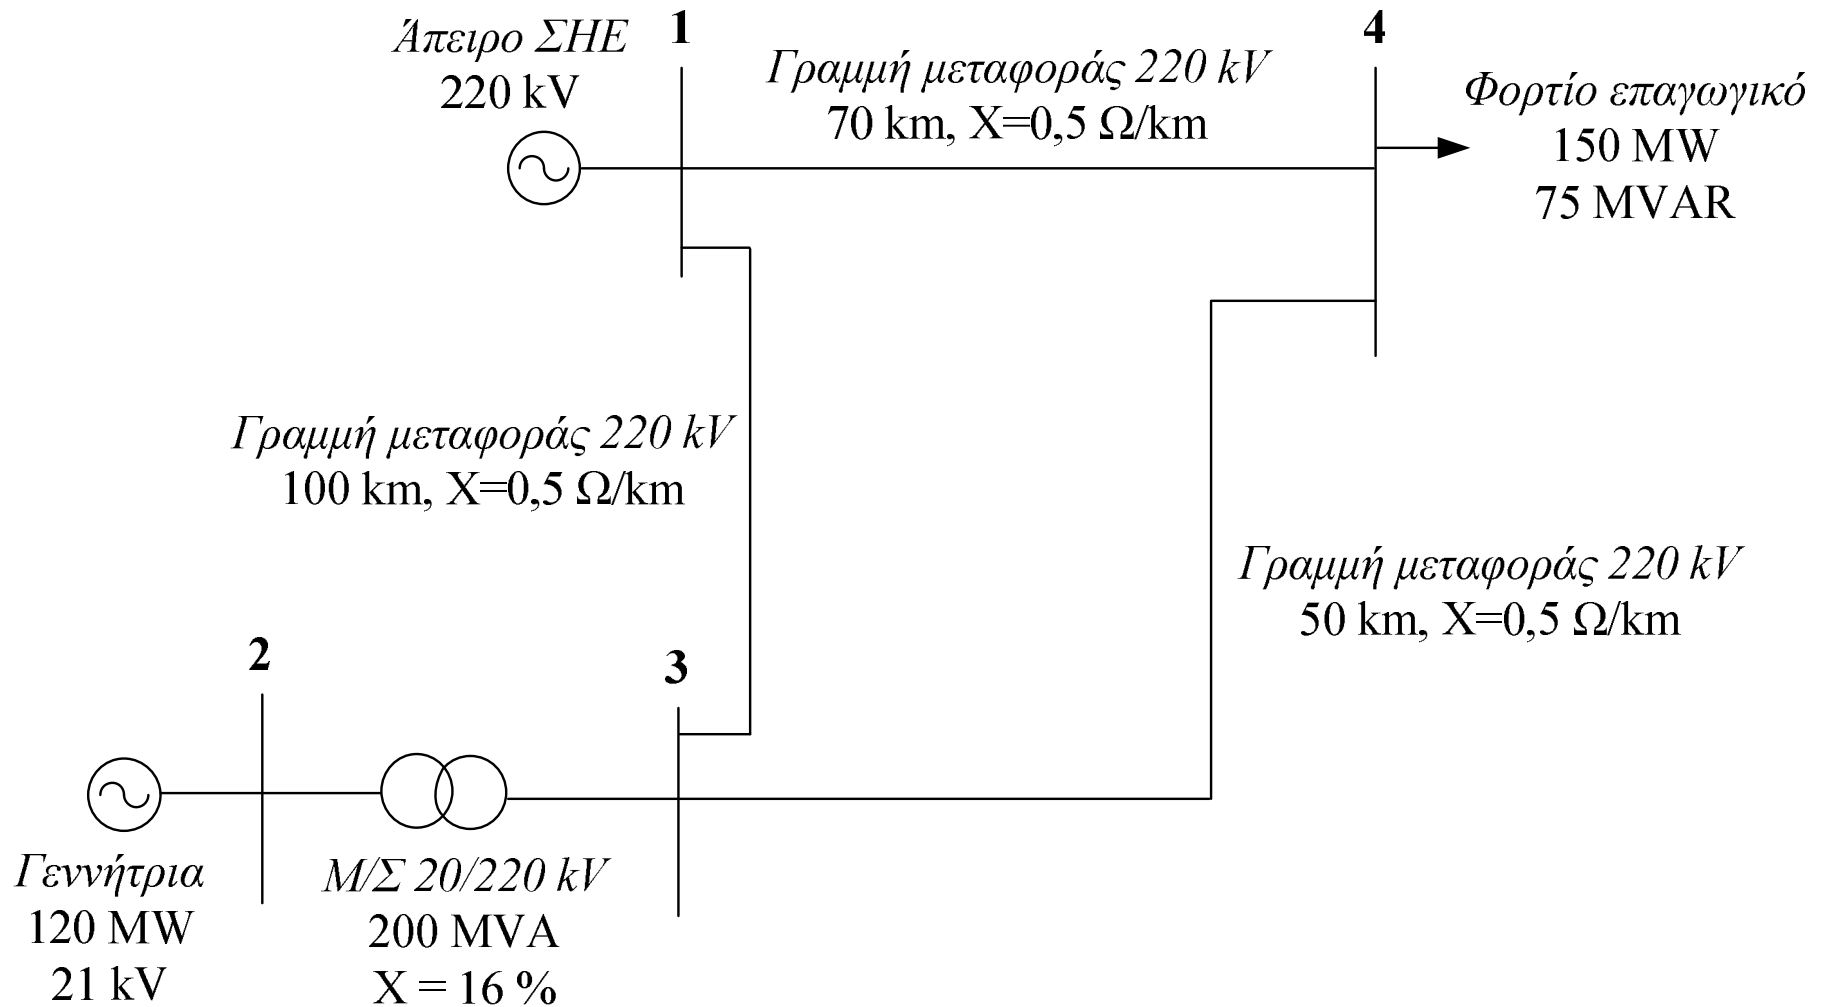 Άπειρο ΣΗΕ
220 kV
1
Γραμμή μεταφοράς 220 kV
70 km, X=0,5 Ω/km
4
Φορτίο επαγωγικό
150 MW
75 MVAR
Γραμμή μεταφοράς 220 kV
100 km, X=0,5 Ω/km
Γραμμή μεταφοράς 220 kV
50 km, X=0,5 Ω/km
2
3
Γεννήτρια
120 MW
21 kV
Μ/Σ 20/220 kV
200 MVA
X = 16 %